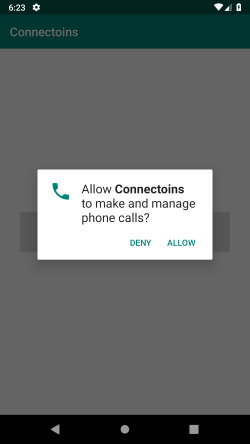 6:23
Connectoins
Allow Connectoins
to make and manage
phone calls?
DENY ALLOW